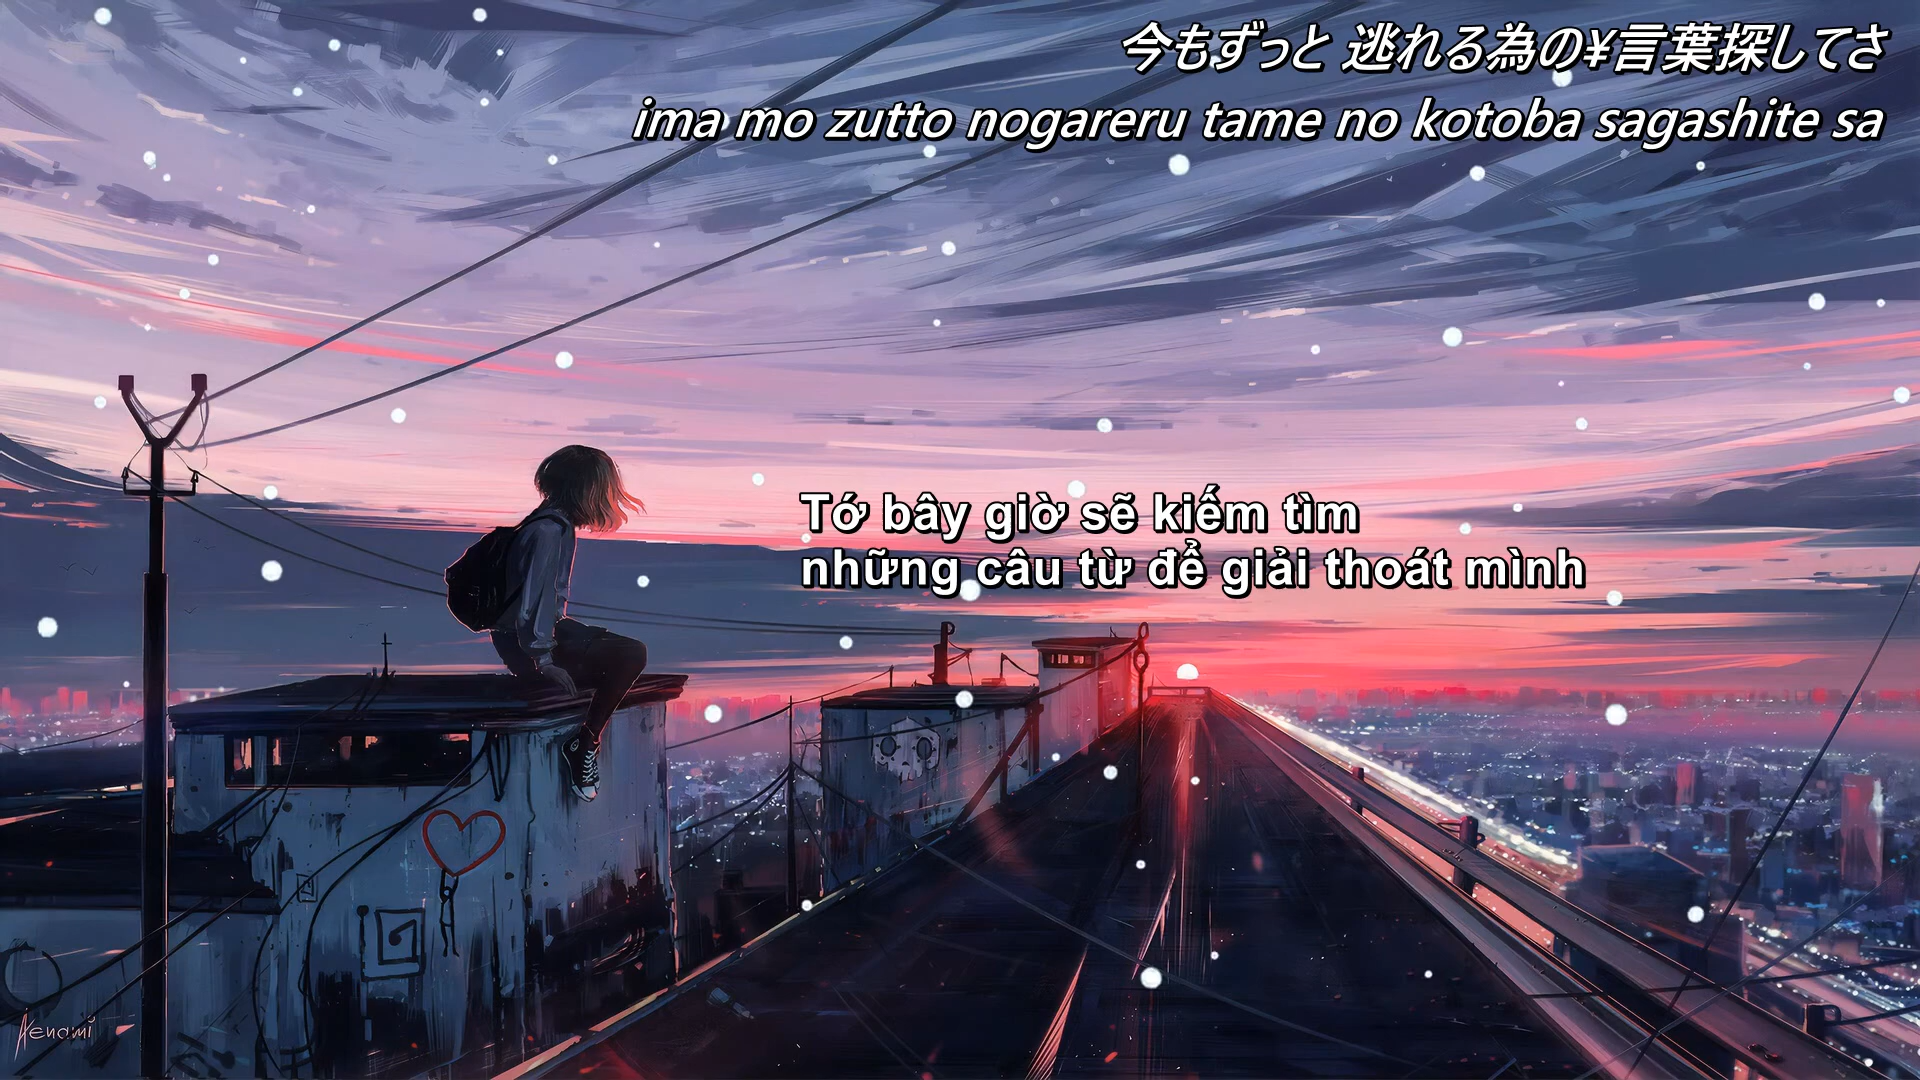 今もずっと 逃れる為の¥言葉探してさ
ima mo zutto nogareru tame no kotoba sagashite sa
Tớ bây giờ sẽ kiếm tìm
những câu từ để giải thoát mình
Aenami